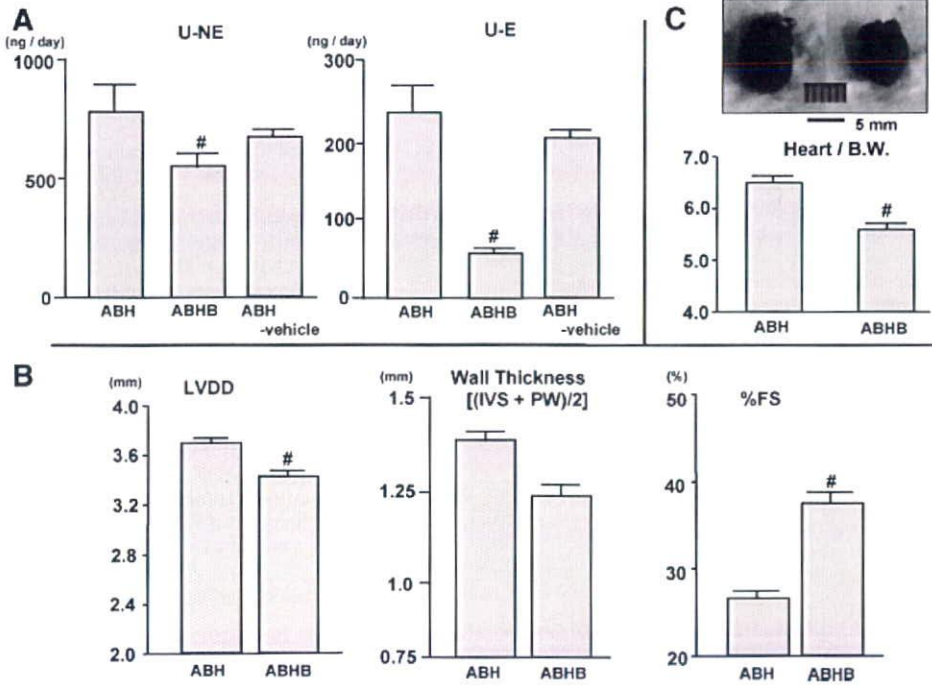 A
U-NE
(ng / day)
1000
500
0
#
ABH
ABHB
ABH
-vehicle
U-E
(ng / day)
300
200
100
0
#
ABH
ABHB
ABH
-vehicle
C
5 mm
Heart / B.W.
7.0
6.0
5.0
4.0
#
ABH
ABHB
B
(mm)
LVDD
4.0
3.6
3.2
2.8
2.4
2.0
#
ABH
ABHB
(mm)
Wall Thickness
[(IVS + PW)/2]
1.5
1.25
1.0
0.75
ABH
ABHB
(%)
%FS
50
40
30
20
#
ABH
ABHB